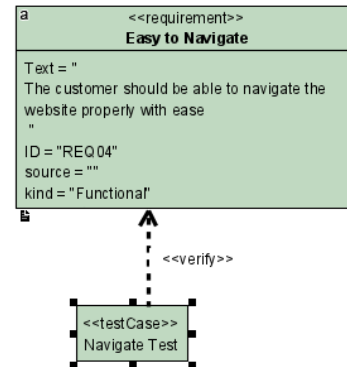 a
<<requirement>>
Easy to Navigate
Text = "
The customer should be able to navigate the
website properly with ease
"
ID = "REQ04"
source = ""
kind = "Functional"
<<verify>>
<<testCase>>
Navigate Test